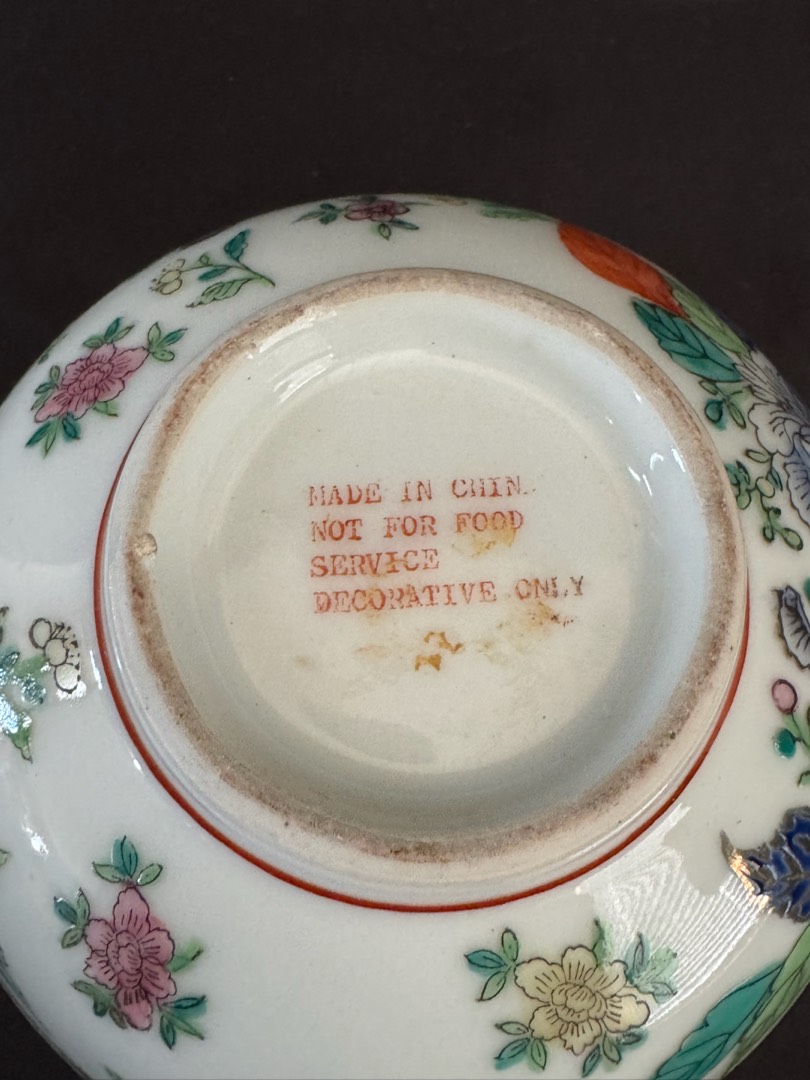 MADE IN CHIN
NOT FOR FOOD
SERVICE
DECORATIVE ONLY